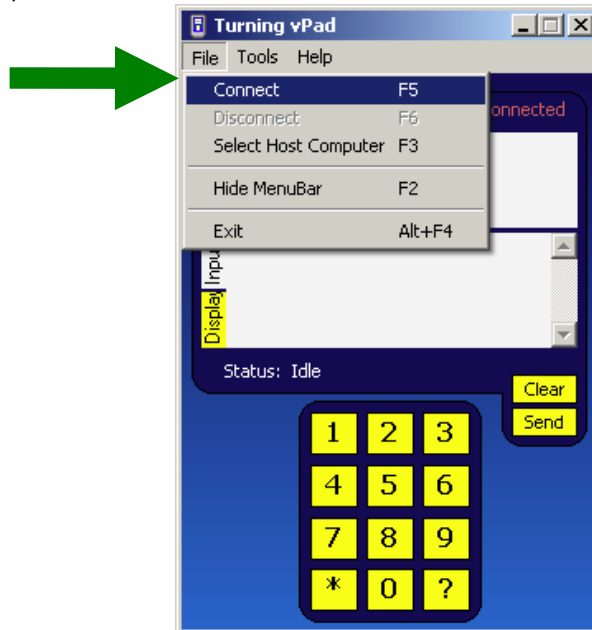 Turning vPad
File Tools Help
Connect F5
onnected
Disconnect F6
Select Host Computer F3
Hide MenuBar F2
Exit Alt+F4
Inpu
Display
Status: Idle
Clear
Send
1 2 3
4 5 6
7 8 9
* 0 ?